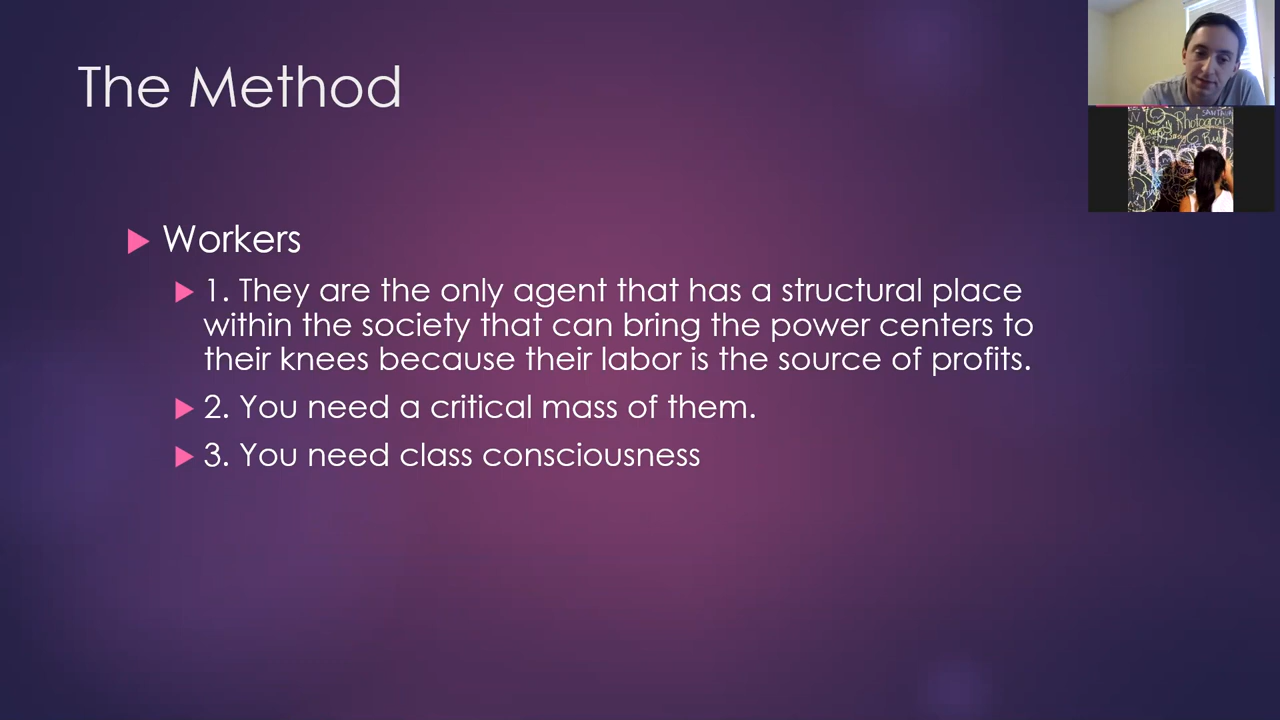 The Method
Workers
1. They are the only agent that has a structural place
within the society that can bring the power centers to
their knees because their labor is the source of profits.
2. You need a critical mass of them.
3. You need class consciousness